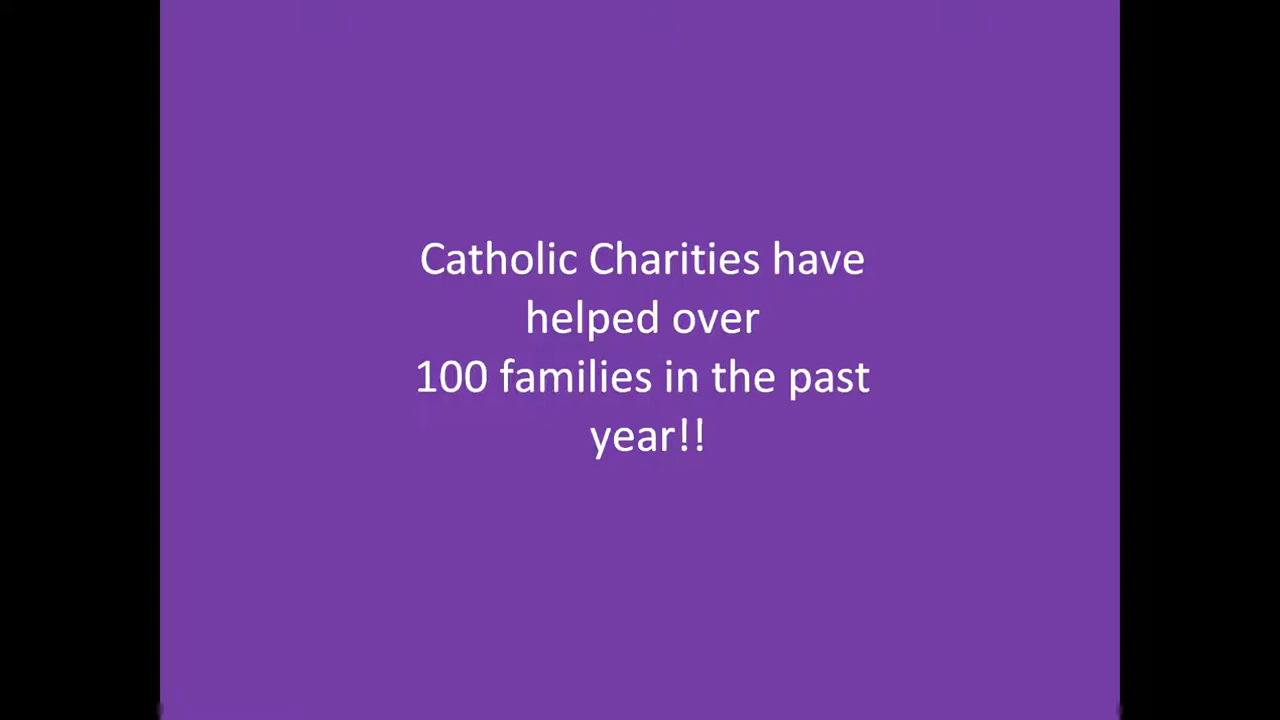 Catholic Charities have
helped over
100 families in the past
year!!